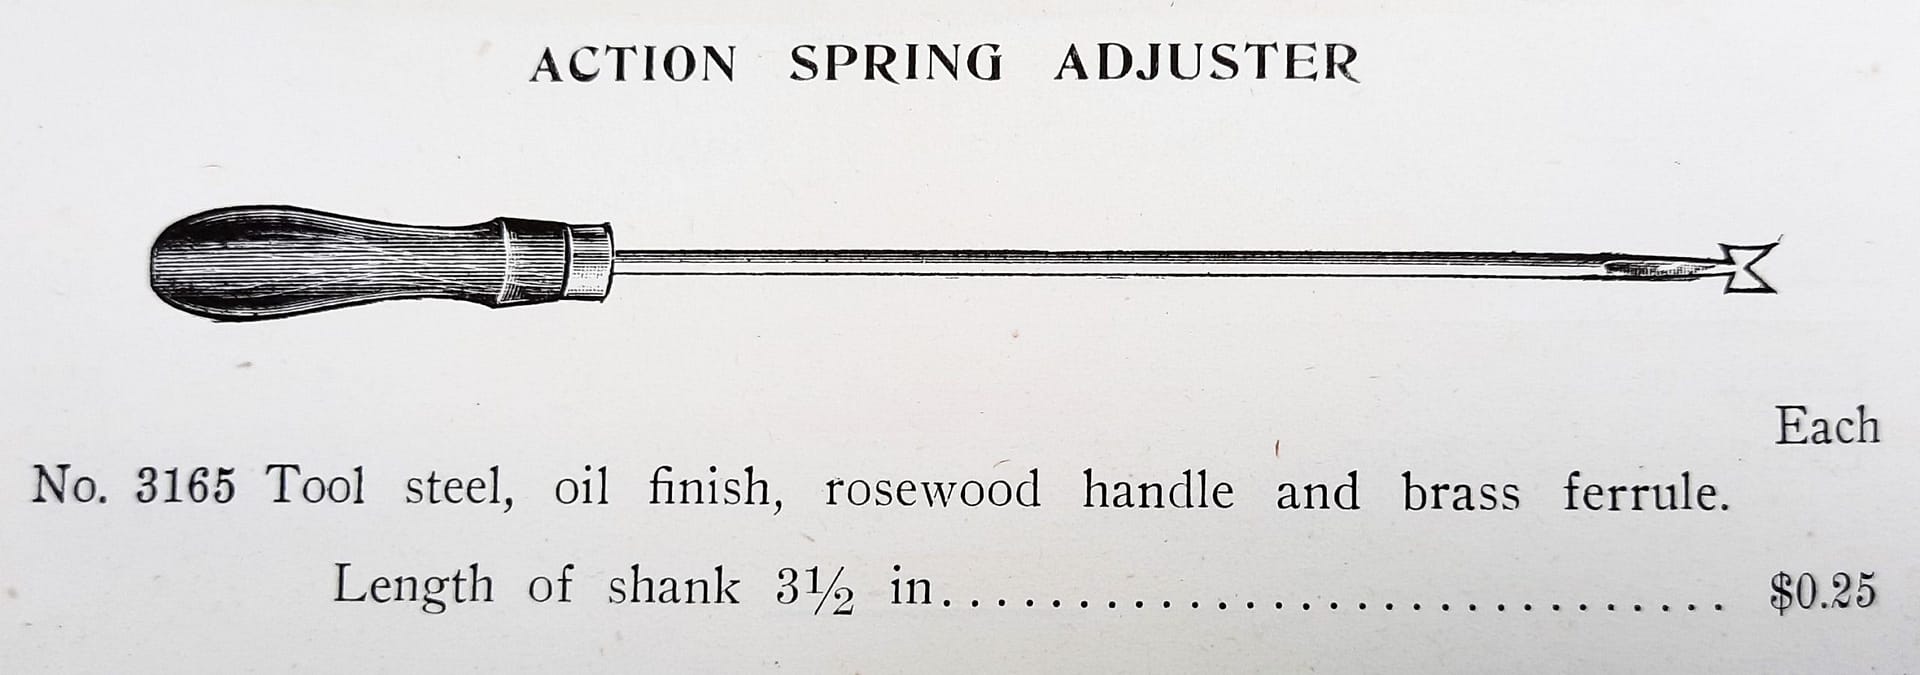 ACTION SPRING ADJUSTER
Each
No. 3165 Tool steel, oil finish, rosewood handle and brass ferrule.
Length of shank 3½ in.............................. $0.25